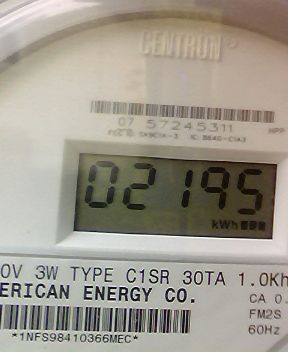 CENTRON
07 57245311
HPP
02195
kWh
0V 3W TYPE C1SR 30TA 1.0Kh
ERICAN ENERGY CO.
CA 0.
FM2S
60Hz
*1NFS98410366MEC*